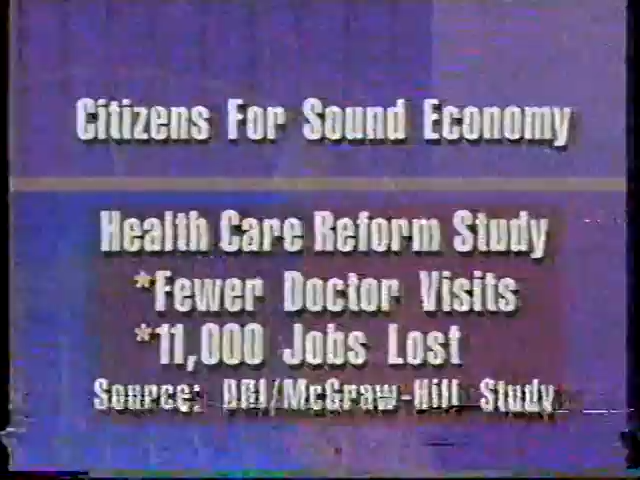 Citizens For Sound Economy
Health Care Reform Study
*Fewer Doctor Visits
*11,000 Jobs Lost
Source: DRI/McGraw-Hill Study